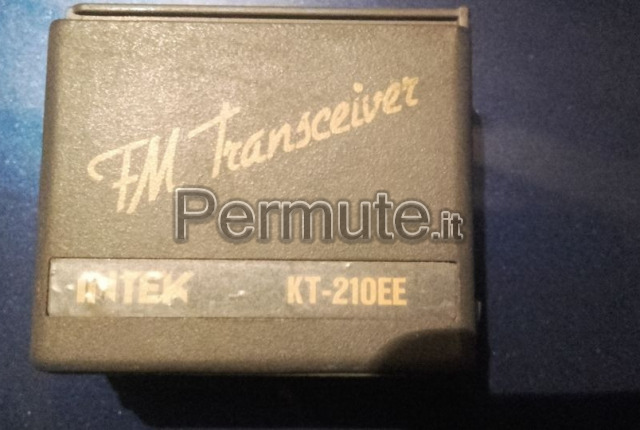 FM Transceiver
Permute.it
INTEK KT-210EE